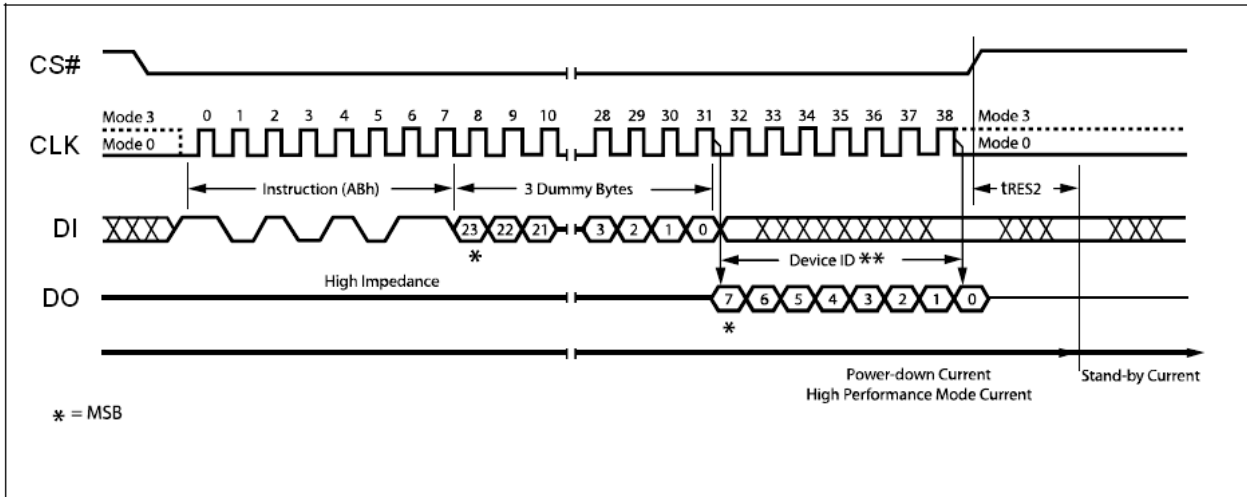 CS#
Mode 3 0 1 2 3 4 5 6 7 8 9 10 28 29 30 31 32 33 34 35 36 37 38 Mode 3
CLK Mode 0 Mode 0
Instruction (ABh) 3 Dummy Bytes tRES2
DI 23 22 21 3 2 1 0
* Device ID **
High Impedance
DO 7 6 5 4 3 2 1 0
*
Power-down Current Stand-by Current
High Performance Mode Current
* = MSB